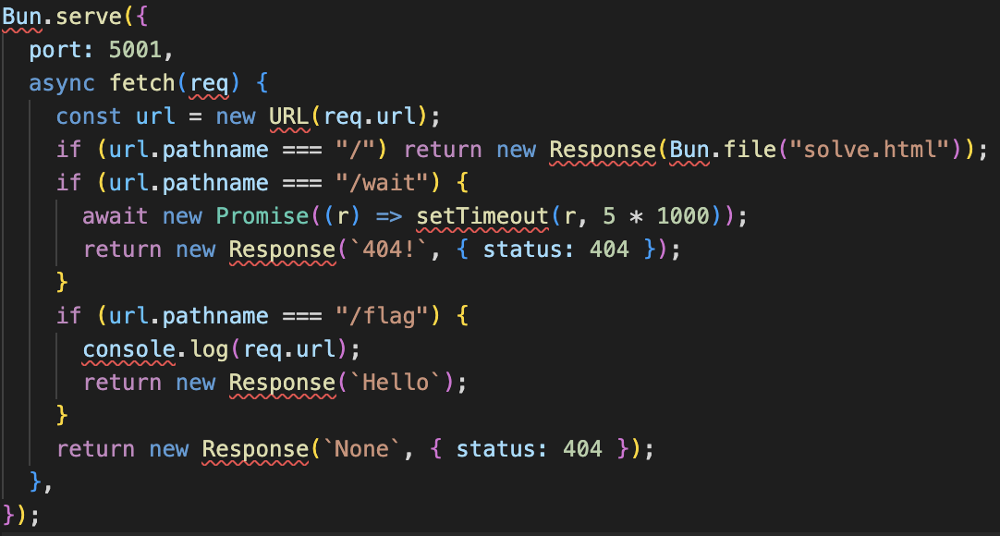 Bun.serve({
  port: 5001,
  async fetch(req) {
    const url = new URL(req.url);
    if (url.pathname === "/") return new Response(Bun.file("solve.html"));
    if (url.pathname === "/wait") {
      await new Promise((r) => setTimeout(r, 5 * 1000));
      return new Response(`404!`, { status: 404 });
    }
    if (url.pathname === "/flag") {
      console.log(req.url);
      return new Response(`Hello`);
    }
    return new Response(`None`, { status: 404 });
  },
});